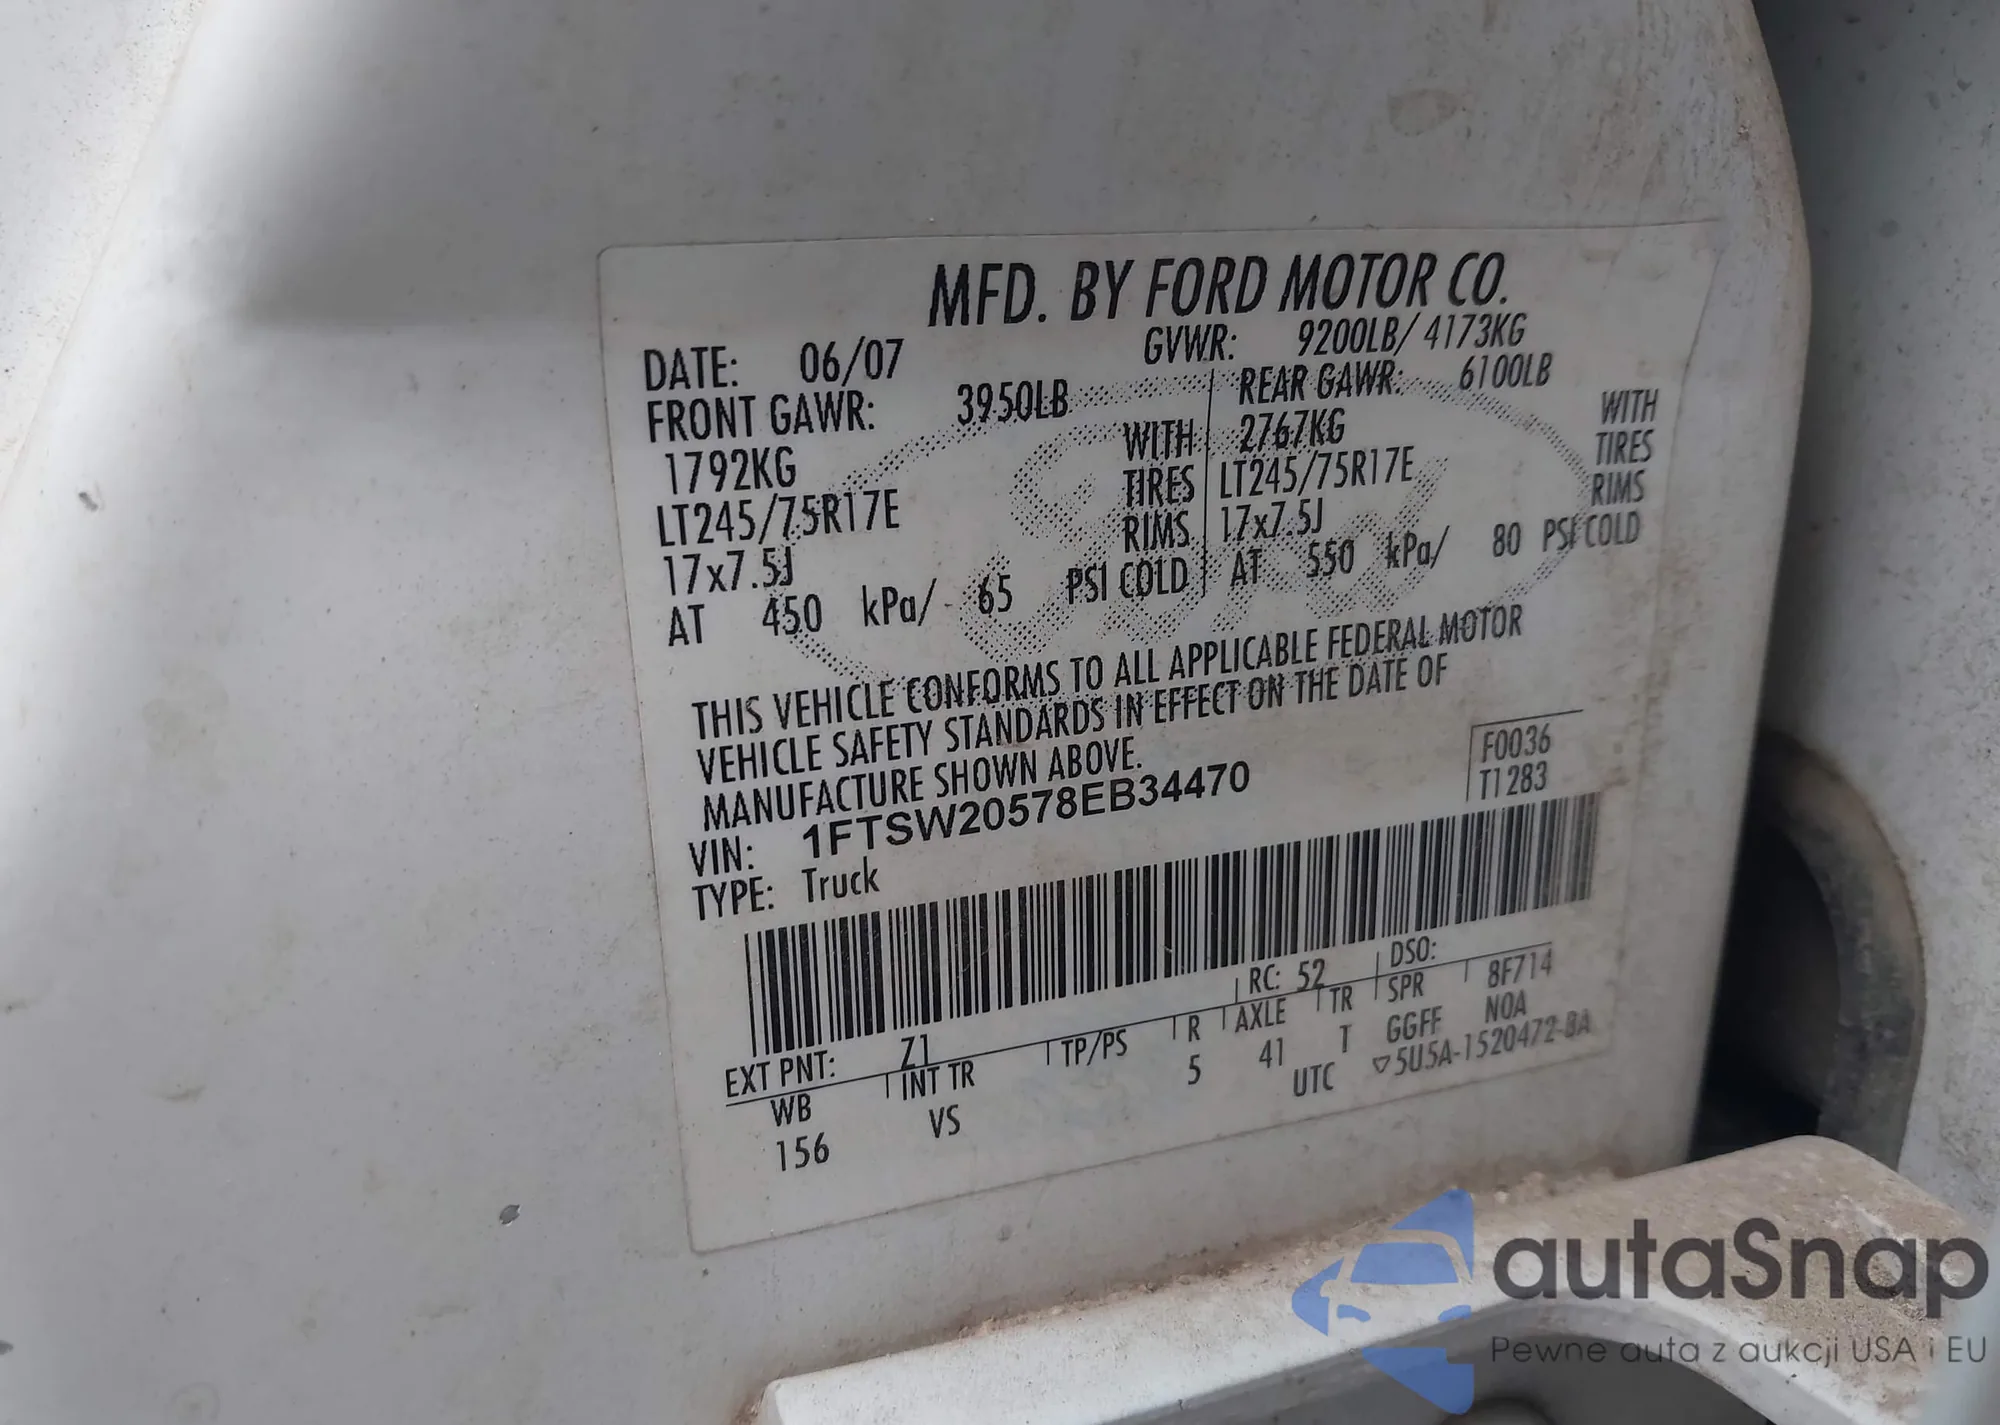 MFD. BY FORD MOTOR CO.
DATE: 06/07 GVWR: 9200LB/ 4173KG
FRONT GAWR: 3950LB REAR GAWR: 6100LB
1792KG WITH 2767KG WITH
LT245/75R17E TIRES LT245/75R17E TIRES
17x7.5J RIMS 17x7.5J RIMS
AT 450 kPa/ 65 PSI COLD AT 550 kPa/ 80 PSI COLD
THIS VEHICLE CONFORMS TO ALL APPLICABLE FEDERAL MOTOR
VEHICLE SAFETY STANDARDS IN EFFECT ON THE DATE OF
MANUFACTURE SHOWN ABOVE.
F0036
T1283
VIN: 1FTSW20578EB34470
TYPE: Truck
EXT PNT: Z1 RC: 52 DSO:
WB INT TR TP/PS R AXLE TR SPR 8F714
156 VS 5 41 T GGFF N0A
UTC ▽5U5A-1520472-BA
autaSnap
Pewne auta z aukcji USA i EU